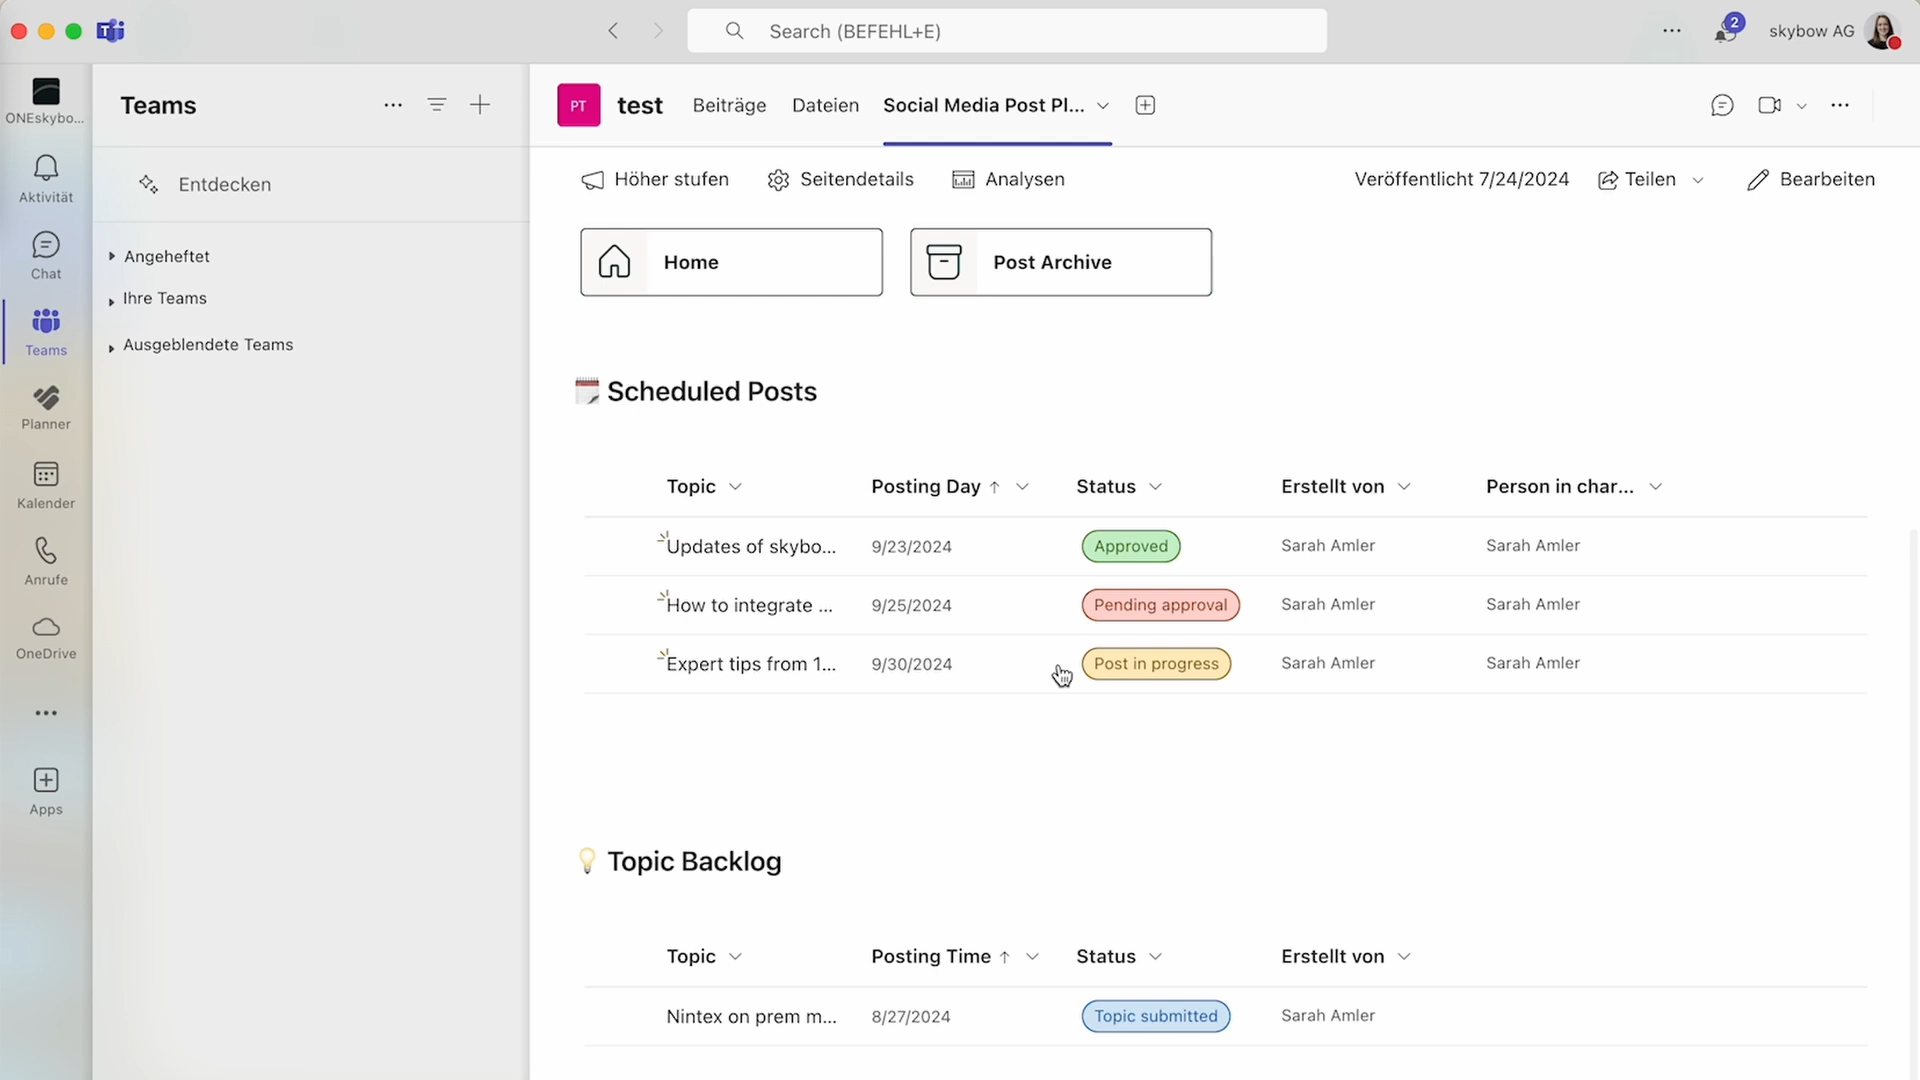 Search (BEFEHL+E)
2
skybow AG
ONEskybo...
Aktivität
Chat
Teams
Planner
Kalender
Anrufe
OneDrive
Apps
Teams
Entdecken
Angeheftet
Ihre Teams
Ausgeblendete Teams
PT
test
Beiträge
Dateien
Social Media Post Pl...
Höher stufen
Seitendetails
Analysen
Veröffentlicht 7/24/2024
Teilen
Bearbeiten
Home
Post Archive
Scheduled Posts
Topic Posting Day Status Erstellt von Person in char...
Updates of skybo... 9/23/2024 Approved Sarah Amler Sarah Amler
How to integrate ... 9/25/2024 Pending approval Sarah Amler Sarah Amler
Expert tips from 1... 9/30/2024 Post in progress Sarah Amler Sarah Amler
Topic Backlog
Topic Posting Time Status Erstellt von
Nintex on prem m... 8/27/2024 Topic submitted Sarah Amler